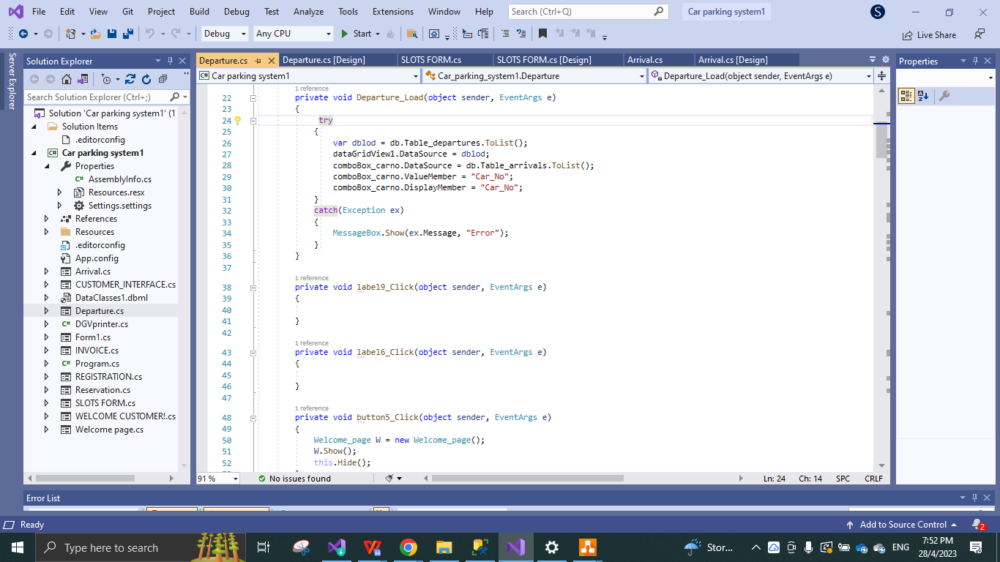 File Edit View Git Project Build Debug Test Analyze Tools Extensions Window Help Search (Ctrl+Q) Car parking system1 S
Debug Any CPU Start Live Share
Server Explorer
Solution Explorer
Search Solution Explorer (Ctrl+;)
Solution 'Car parking system1' (1
Solution Items
.editorconfig
Car parking system1
Properties
AssemblyInfo.cs
Resources.resx
Settings.settings
References
Resources
.editorconfig
App.config
Arrival.cs
CUSTOMER_INTERFACE.cs
DataClasses1.dbml
Departure.cs
DGVprinter.cs
Form1.cs
INVOICE.cs
Program.cs
REGISTRATION.cs
Reservation.cs
SLOTS FORM.cs
WELCOME CUSTOMER!.cs
Welcome page.cs
Departure.cs Departure.cs [Design] SLOTS FORM.cs SLOTS FORM.cs [Design] Arrival.cs Arrival.cs [Design]
Car parking system1 Car_parking_system1.Departure Departure_Load(object sender, EventArgs e)
1 reference
22 private void Departure_Load(object sender, EventArgs e)
23 {
24 try
25 {
26 var dblod = db.Table_departures.ToList();
27 dataGridView1.DataSource = dblod;
28 comboBox_carno.DataSource = db.Table_arrivals.ToList();
29 comboBox_carno.ValueMember = "Car_No";
30 comboBox_carno.DisplayMember = "Car_No";
31 }
32 catch(Exception ex)
33 {
34 MessageBox.Show(ex.Message, "Error");
35 }
36 }
37
1 reference
38 private void label9_Click(object sender, EventArgs e)
39 {
40
41 }
42
1 reference
43 private void label6_Click(object sender, EventArgs e)
44 {
45
46 }
47
1 reference
48 private void button5_Click(object sender, EventArgs e)
49 {
50 Welcome_page W = new Welcome_page();
51 W.Show();
52 this.Hide();
91 % No issues found Ln: 24 Ch: 14 SPC CRLF
Properties
Error List
Ready Add to Source Control 2
Type here to search Stor... ENG 7:52 PM
28/4/2023